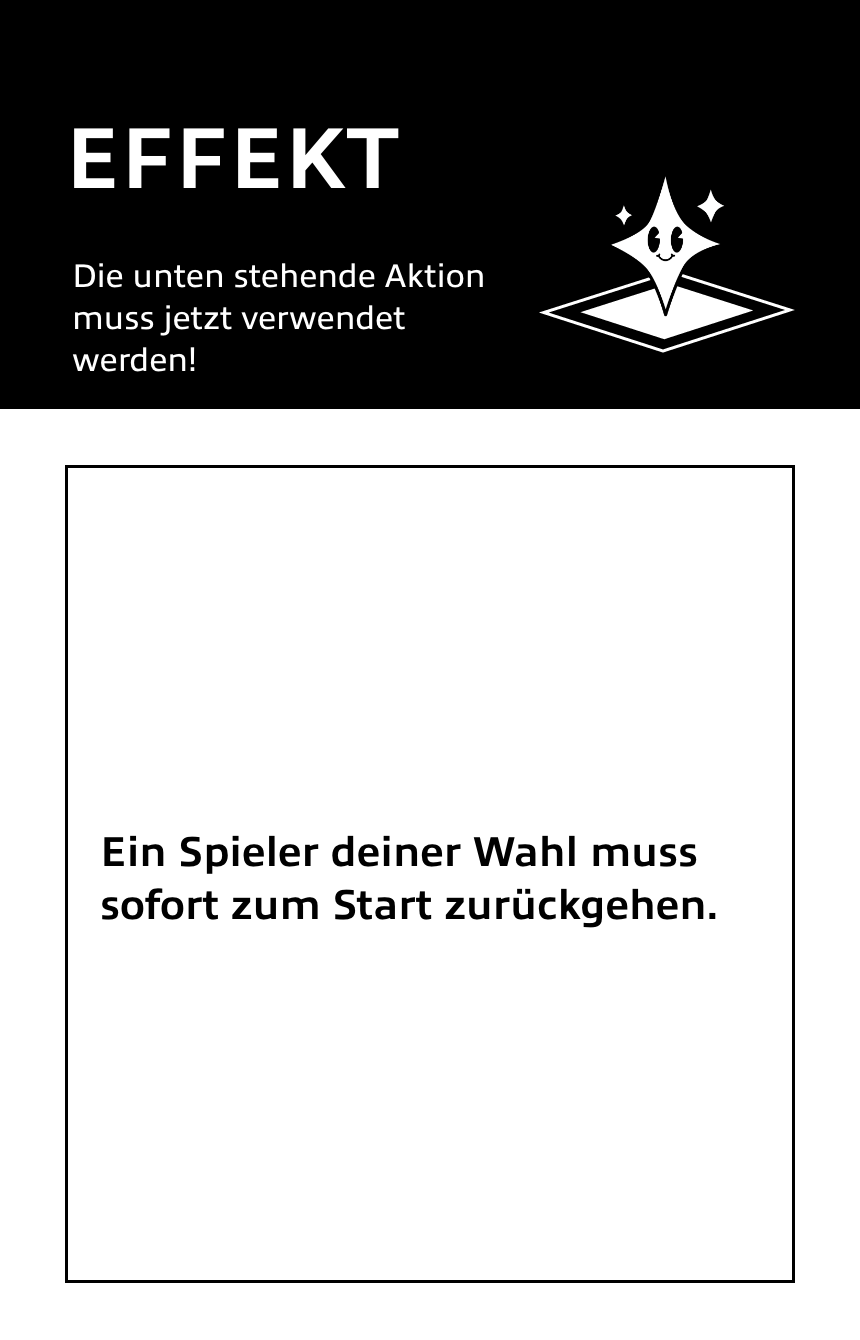 EFFEKT
Die unten stehende Aktion
muss jetzt verwendet
werden!
Ein Spieler deiner Wahl muss
sofort zum Start zurückgehen.